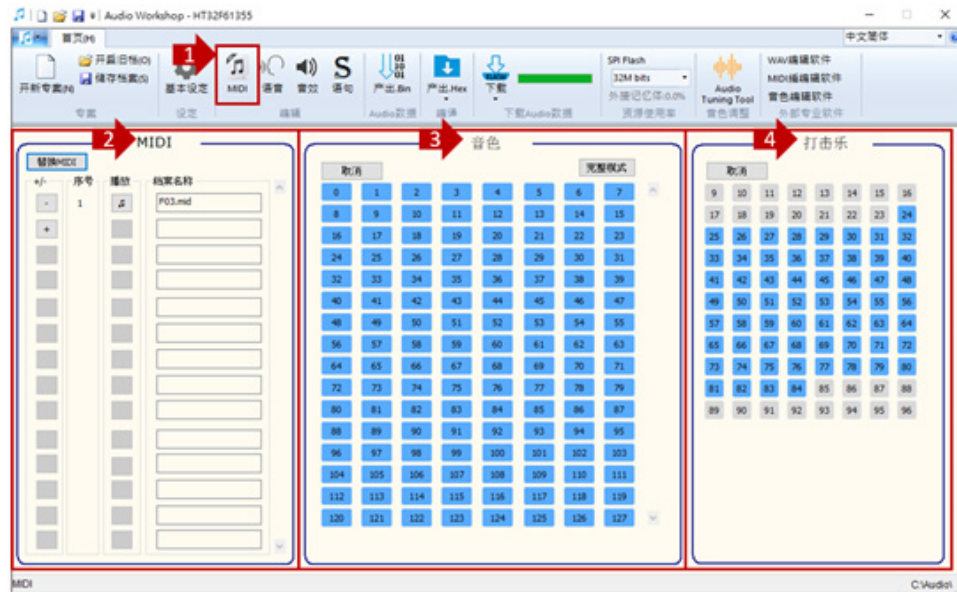 Audio Workshop - HT32F61355
首页(H)
中文简体
开新专案(N)
开启旧档(O)
储存档案(S)
专案
1
基本设定
设定
MIDI
语音
音效
S
语句
编辑
产出.Bin
Audio数据
产出.Hex
编译
下载
下载Audio数据
SPI Flash
32M bits
外接记忆体:0.0%
资源使用率
Audio
Tuning Tool
音色调整
WAV编辑软件
MIDI编辑软件
音色编辑软件
外部专业软件
2
MIDI
替换MIDI
+/- 序号 播放 档案名称
- 1 F03.mid
+
3
音色
取消 完整模式
0 1 2 3 4 5 6 7
8 9 10 11 12 13 14 15
16 17 18 19 20 21 22 23
24 25 26 27 28 29 30 31
32 33 34 35 36 37 38 39
40 41 42 43 44 45 46 47
48 49 50 51 52 53 54 55
56 57 58 59 60 61 62 63
64 65 66 67 68 69 70 71
72 73 74 75 76 77 78 79
80 81 82 83 84 85 86 87
88 89 90 91 92 93 94 95
96 97 98 99 100 101 102 103
104 105 106 107 108 109 110 111
112 113 114 115 116 117 118 119
120 121 122 123 124 125 126 127
4
打击乐
取消
9 10 11 12 13 14 15 16
17 18 19 20 21 22 23 24
25 26 27 28 29 30 31 32
33 34 35 36 37 38 39 40
41 42 43 44 45 46 47 48
49 50 51 52 53 54 55 56
57 58 59 60 61 62 63 64
65 66 67 68 69 70 71 72
73 74 75 76 77 78 79 80
81 82 83 84 85 86 87 88
89 90 91 92 93 94 95 96
MIDI
C:\Audio\